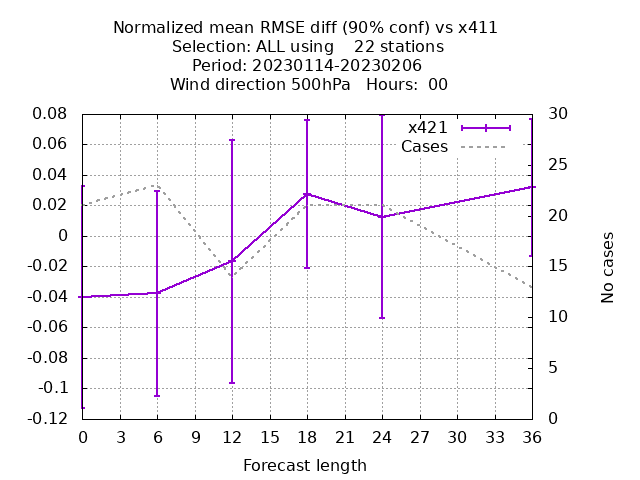 Normalized mean RMSE diff (90% conf) vs x411
Selection: ALL using    22 stations
Period: 20230114-20230206
Wind direction 500hPa   Hours:  00
x421
Cases
0.08
0.06
0.04
0.02
0
-0.02
-0.04
-0.06
-0.08
-0.1
-0.12
30
25
20
15
10
5
0
No cases
0 3 6 9 12 15 18 21 24 27 30 33 36
Forecast length